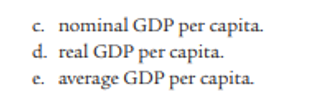 c. nominal GDP per capita.
d. real GDP per capita.
e. average GDP per capita.